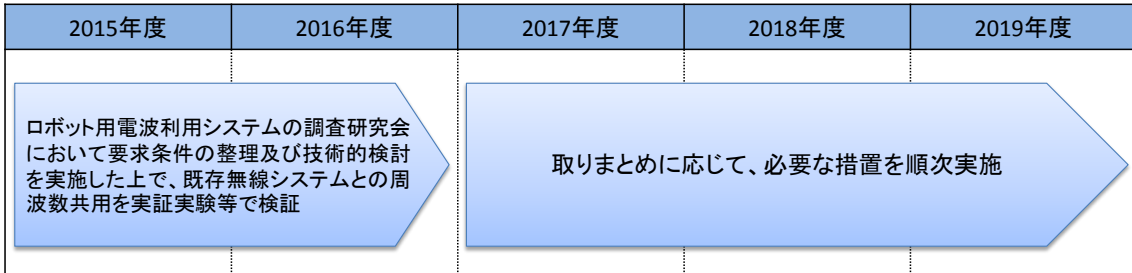 2015年度 2016年度 2017年度 2018年度 2019年度
ロボット用電波利用システムの調査研究会
において要求条件の整理及び技術的検討
を実施した上で、既存無線システムとの周
波数共用を実証実験等で検証
取りまとめに応じて、必要な措置を順次実施